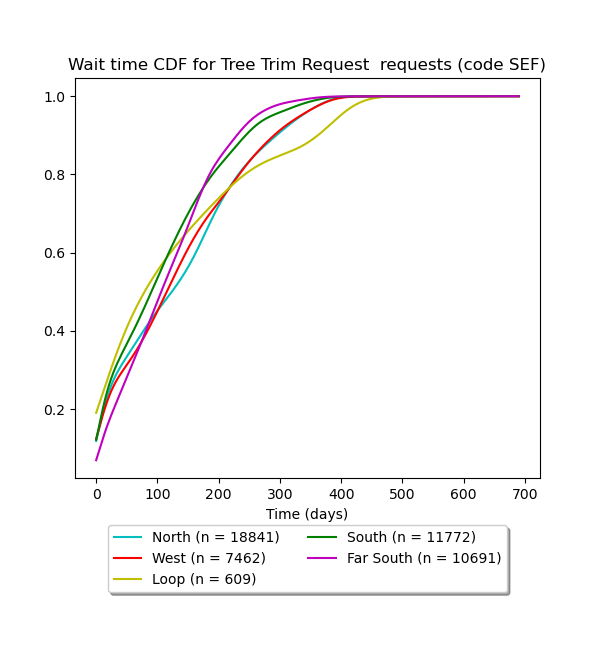 Wait time CDF for Tree Trim Request  requests (code SEF)
1.0
0.8
0.6
0.4
0.2
0 100 200 300 400 500 600 700
Time (days)
North (n = 18841) South (n = 11772)
West (n = 7462) Far South (n = 10691)
Loop (n = 609)